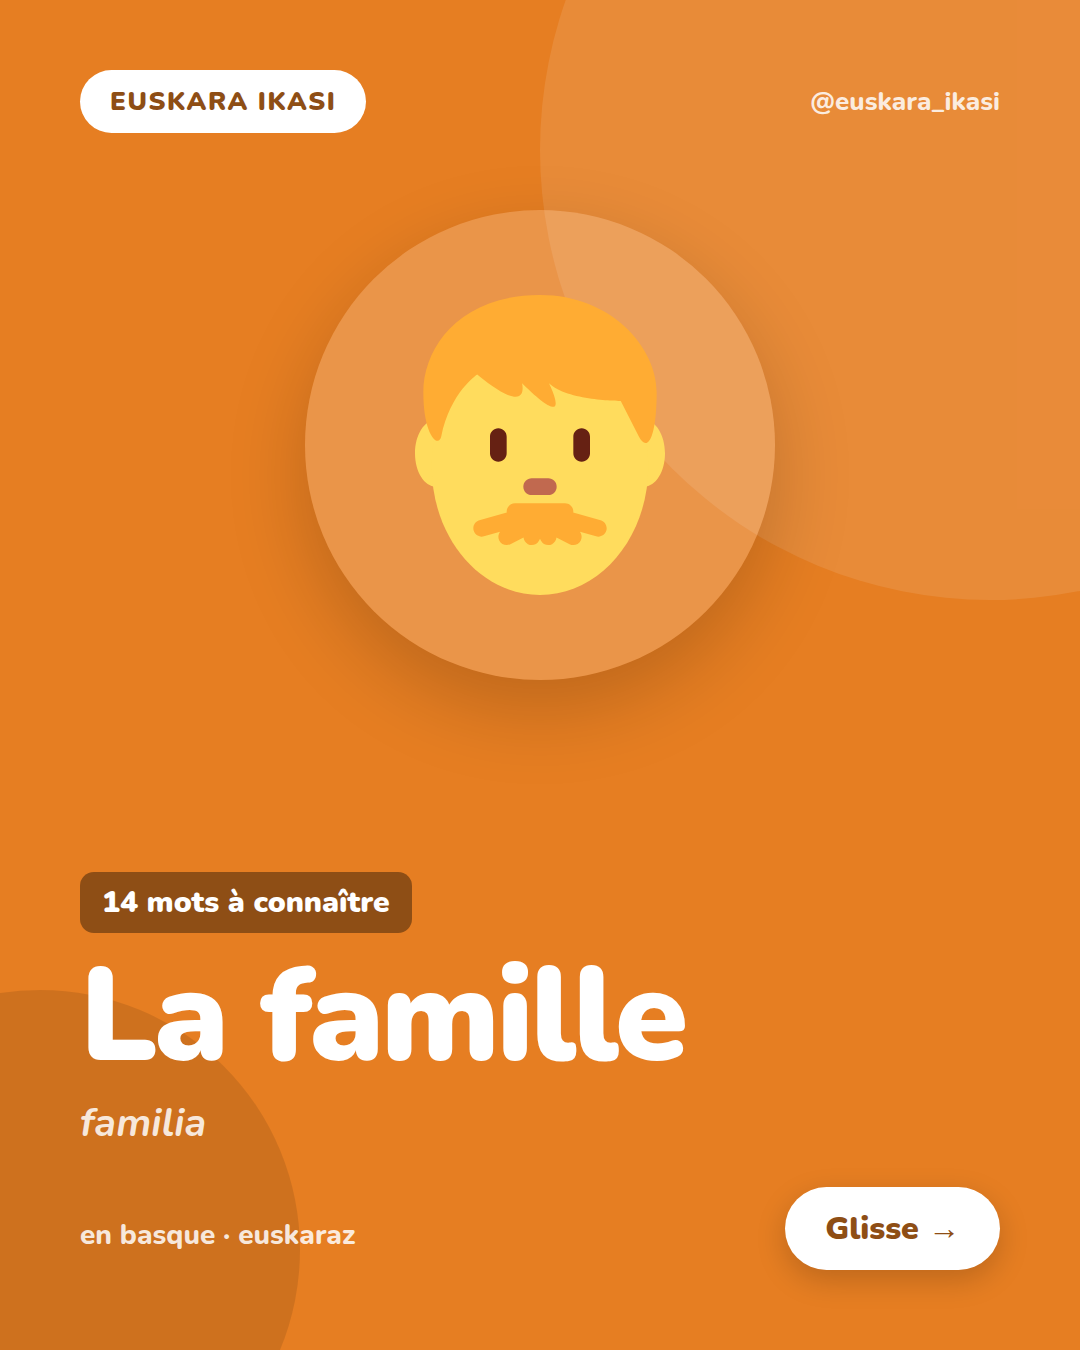 EUSKARA IKASI
@euskara_ikasi
14 mots à connaître
La famille
familia
en basque · euskaraz
Glisse →